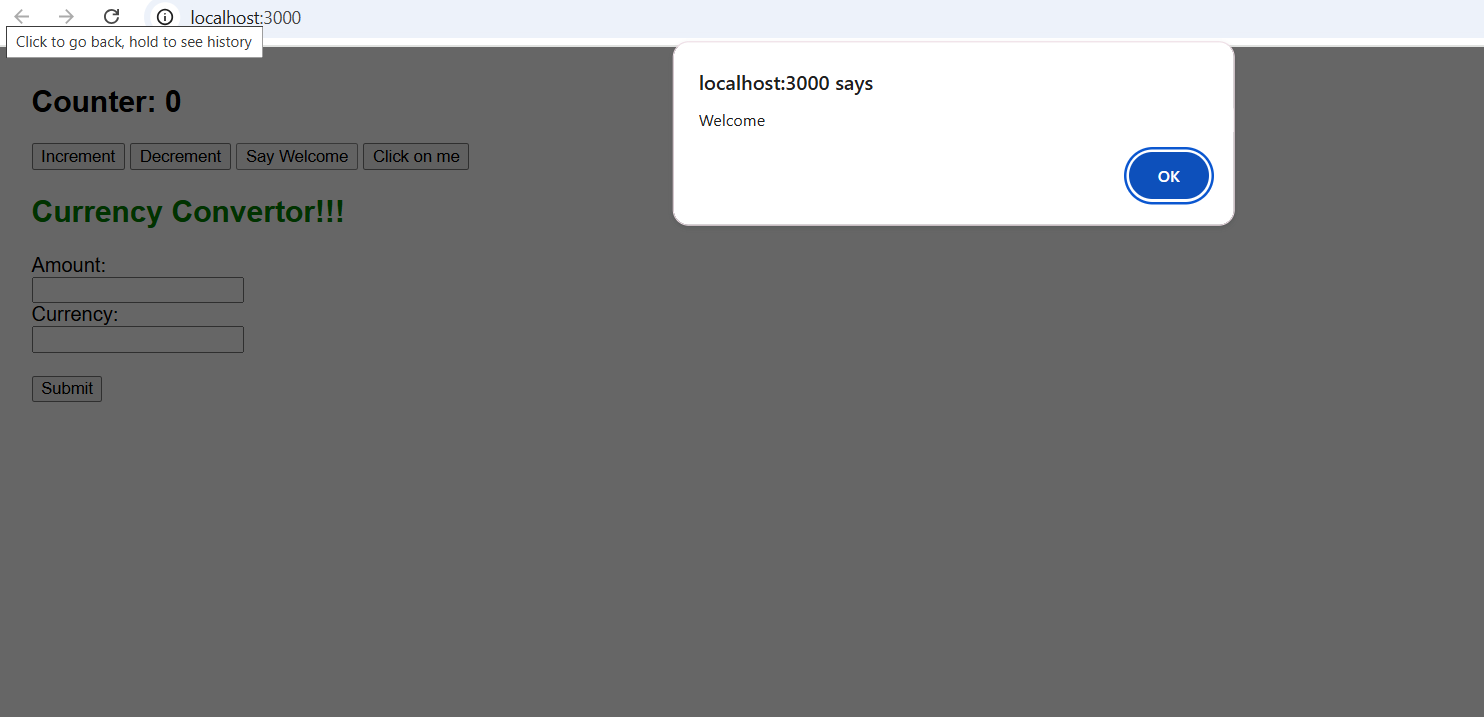 localhost:3000
Click to go back, hold to see history
localhost:3000 says
Welcome
OK
Counter: 0
Increment Decrement Say Welcome Click on me
Currency Convertor!!!
Amount:
Currency:
Submit